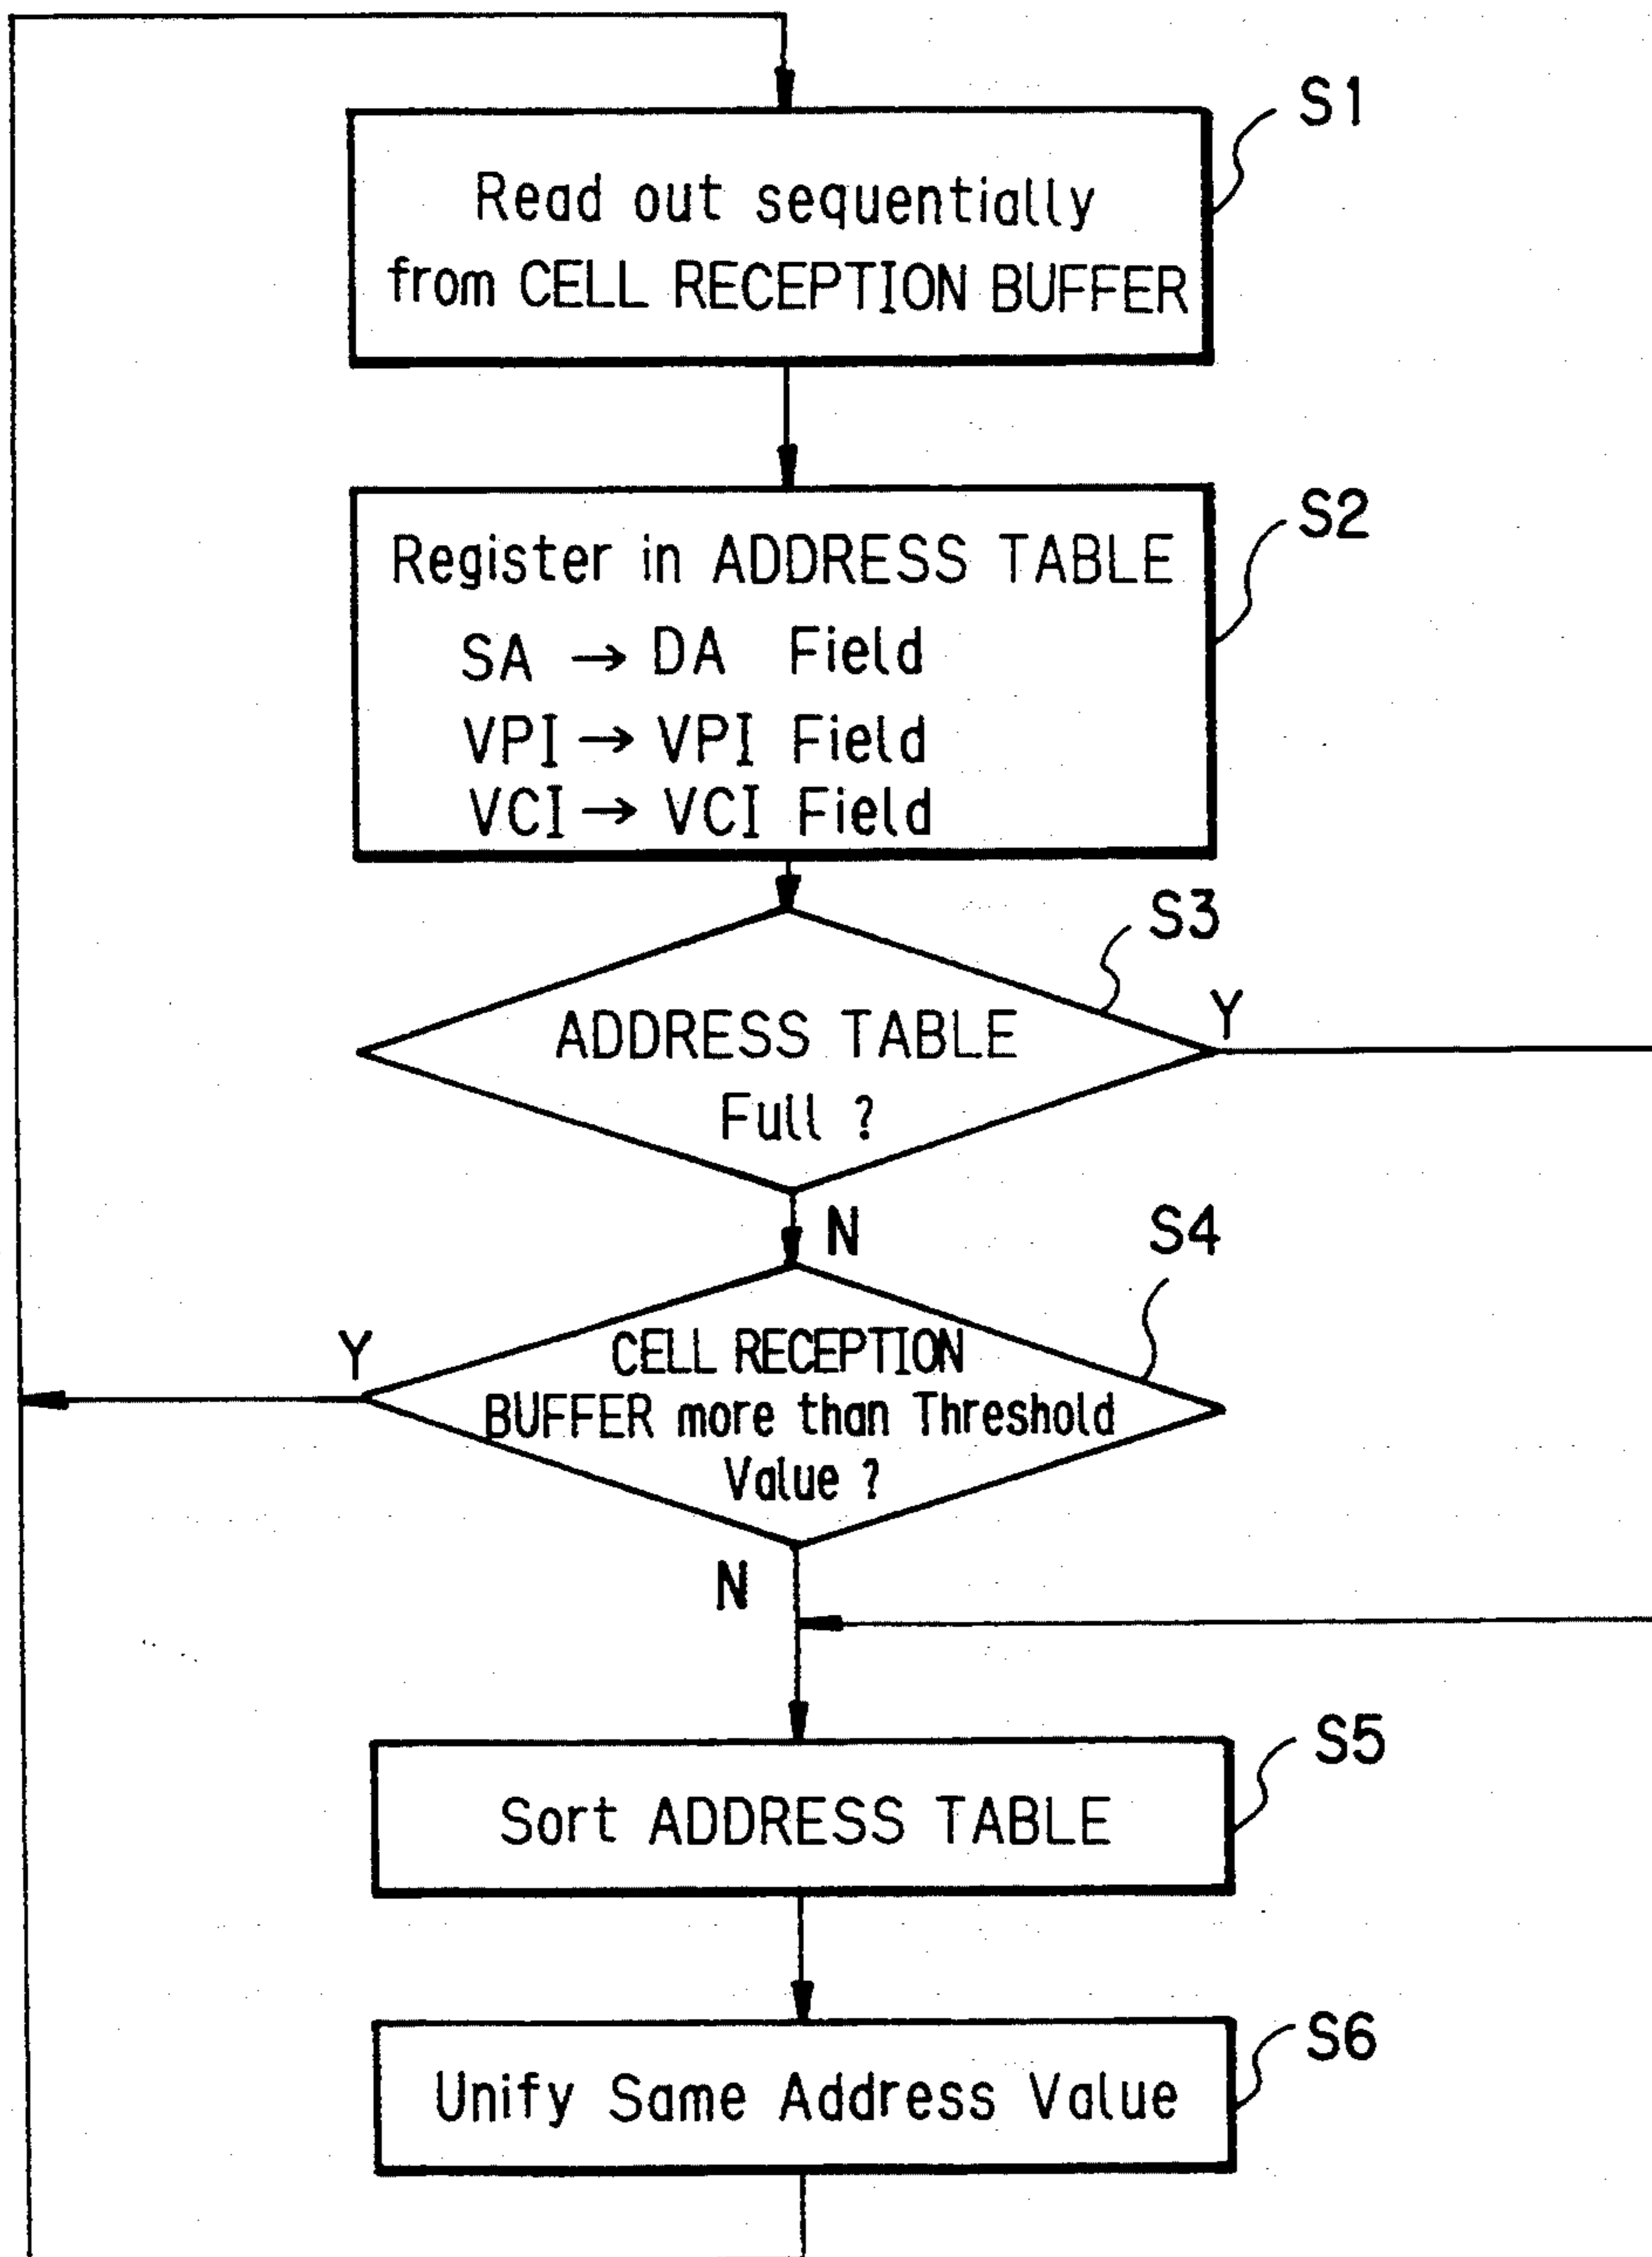 S1
Read out sequentially
from CELL RECEPTION BUFFER
S2
Register in ADDRESS TABLE
SA → DA Field
VPI → VPI Field
VCI → VCI Field
S3
Y
ADDRESS TABLE
Full ?
N
S4
Y
CELL RECEPTION
BUFFER more than Threshold
Value ?
N
S5
Sort ADDRESS TABLE
S6
Unify Same Address Value